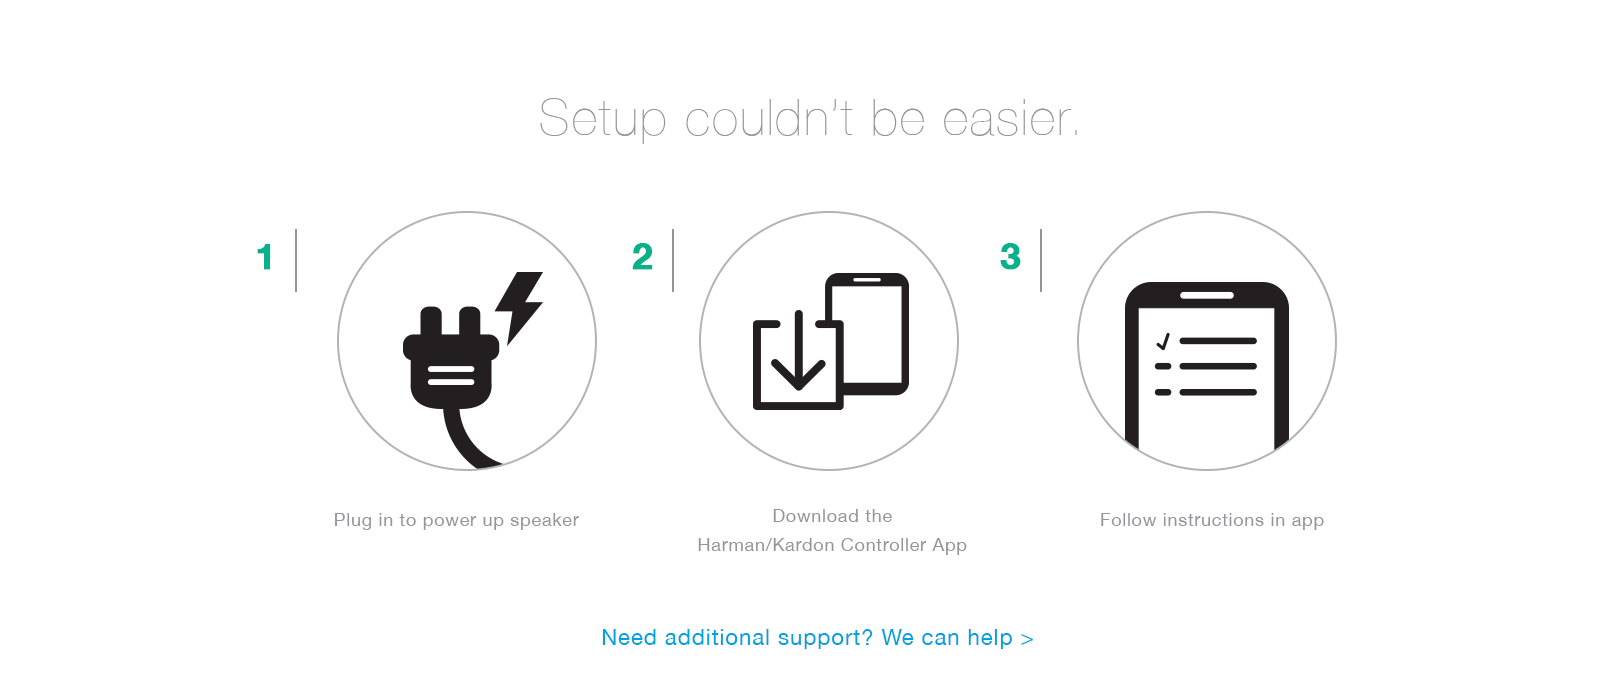 Setup couldn't be easier.
1
2
3
Plug in to power up speaker
Download the
Harman/Kardon Controller App
Follow instructions in app
Need additional support? We can help >